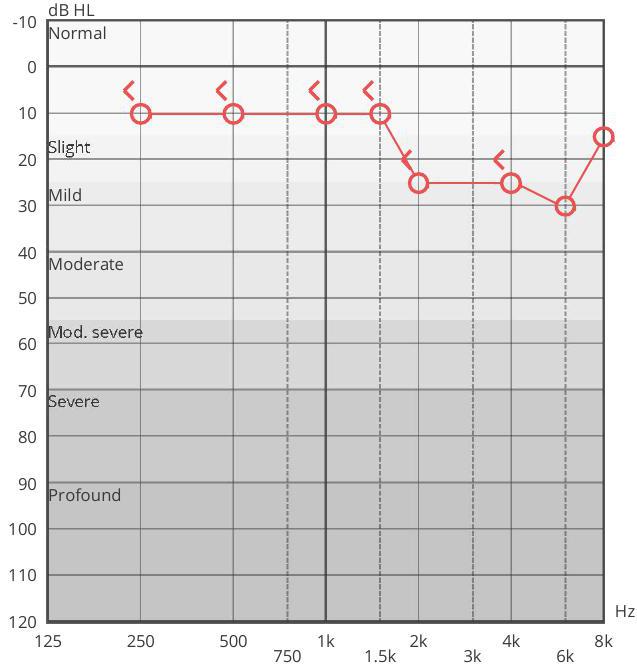 dB HL
-10
Normal
0
10
Slight
20
Mild
30
40
Moderate
50
Mod. severe
60
70
Severe
80
90
Profound
100
110
120
Hz
125 250 500 1k 2k 4k 8k
750 1.5k 3k 6k